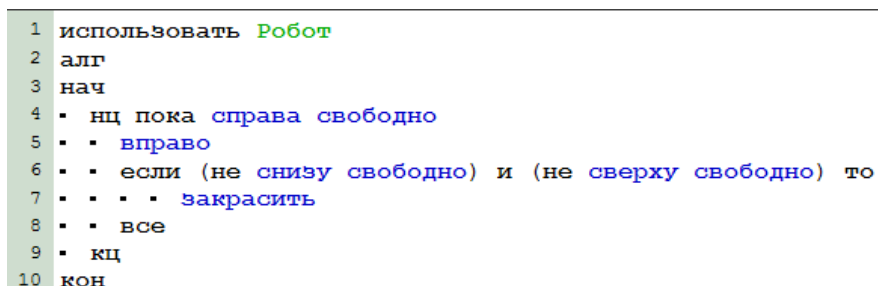 1 использовать Робот
2 алг
3 нач
4 ▪ нц пока справа свободно
5 ▪ ▪ вправо
6 ▪ ▪ если (не снизу свободно) и (не сверху свободно) то
7 ▪ ▪ ▪ ▪ закрасить
8 ▪ ▪ все
9 ▪ кц
10 кон